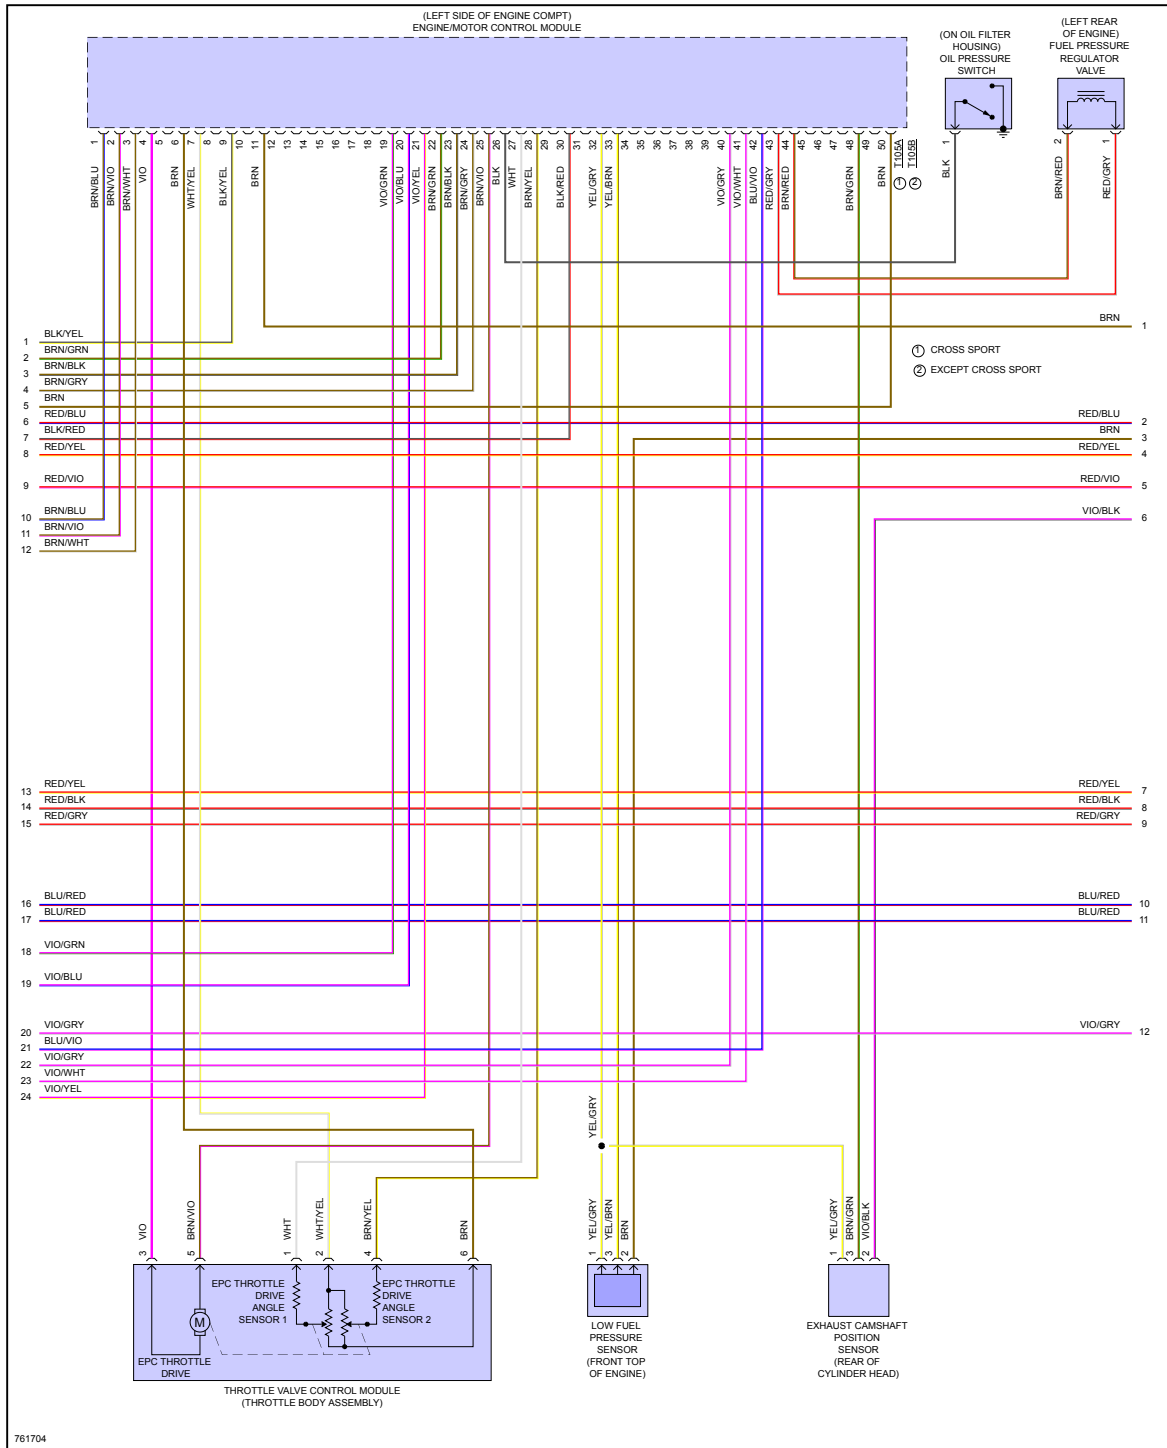 (LEFT SIDE OF ENGINE COMPT)
ENGINE/MOTOR CONTROL MODULE
(ON OIL FILTER
HOUSING)
OIL PRESSURE
SWITCH
(LEFT REAR
OF ENGINE)
FUEL PRESSURE
REGULATOR
VALVE
1
2
3
4
5
6
7
8
9
10
11
12
13
14
15
16
17
18
19
20
21
22
23
24
25
26
27
28
29
30
31
32
33
34
35
36
37
38
39
40
41
42
43
44
45
46
47
48
49
50
T105A
T105B
1
2
1
2
1
BRN/BLU
BRN/VIO
BRN/WHT
VIO
BRN
WHT/YEL
BLK/YEL
BRN
VIO/GRN
VIO/BLU
VIO/YEL
BRN/GRN
BRN/BLK
BRN/GRY
BRN/VIO
BLK
WHT
BRN/YEL
BLK/RED
YEL/GRY
YEL/BRN
VIO/GRY
VIO/WHT
BLU/VIO
RED/GRY
BRN/RED
BRN/GRN
BRN
BLK
BRN/RED
RED/GRY
BRN 1
1 BLK/YEL
2 BRN/GRN
3 BRN/BLK
4 BRN/GRY
5 BRN
1 CROSS SPORT
2 EXCEPT CROSS SPORT
6 RED/BLU RED/BLU 2
7 BLK/RED BRN 3
8 RED/YEL RED/YEL 4
9 RED/VIO RED/VIO 5
10 BRN/BLU VIO/BLK 6
11 BRN/VIO
12 BRN/WHT
13 RED/YEL RED/YEL 7
14 RED/BLK RED/BLK 8
15 RED/GRY RED/GRY 9
16 BLU/RED BLU/RED 10
17 BLU/RED BLU/RED 11
18 VIO/GRN
19 VIO/BLU
20 VIO/GRY VIO/GRY 12
21 BLU/VIO
22 VIO/GRY
23 VIO/WHT
24 VIO/YEL
YEL/GRY
3 VIO
5 BRN/VIO
1 WHT
2 WHT/YEL
4 BRN/YEL
6 BRN
1 YEL/GRY
3 YEL/BRN
2 BRN
1 YEL/GRY
3 BRN/GRN
2 VIO/BLK
EPC THROTTLE
DRIVE
ANGLE
SENSOR 1
EPC THROTTLE
DRIVE
ANGLE
SENSOR 2
M
EPC THROTTLE
DRIVE
THROTTLE VALVE CONTROL MODULE
(THROTTLE BODY ASSEMBLY)
LOW FUEL
PRESSURE
SENSOR
(FRONT TOP
OF ENGINE)
EXHAUST CAMSHAFT
POSITION
SENSOR
(REAR OF
CYLINDER HEAD)
761704